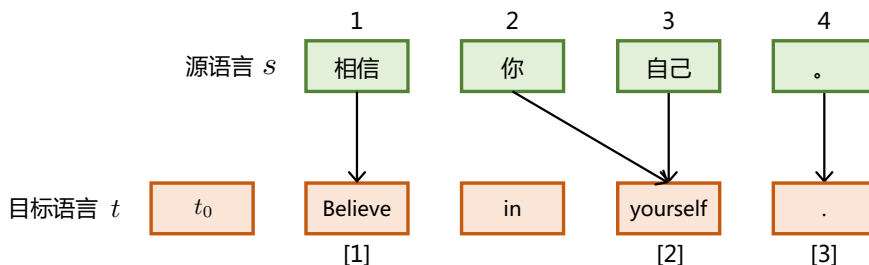 1 2 3 4
源语言 s 相信 你 自己 。
目标语言 t t₀ Believe in yourself .
[1] [2] [3]